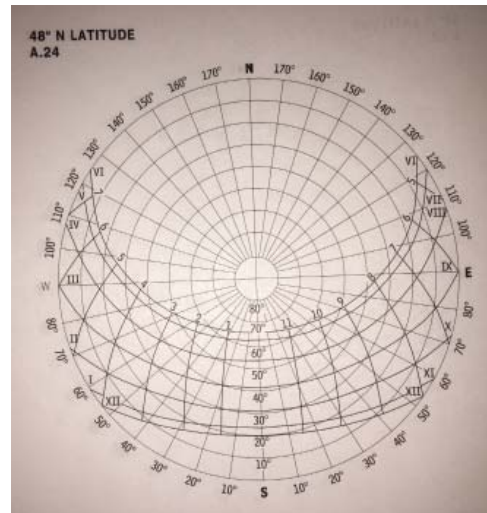 48° N LATITUDE
A.24
N
170°
160°
150°
140°
130°
120°
110°
100°
E
80°
70°
60°
50°
40°
30°
20°
10°
S
10°
20°
30°
40°
50°
60°
70°
80°
W
100°
110°
120°
130°
140°
150°
160°
170°
VI
V
IV
III
II
I
XII
VI
VII
VIII
IX
X
XI
XII
7
6
5
4
3
2
1
11
10
9
8
7
6
5
80°
70°
60°
50°
40°
30°
20°
10°